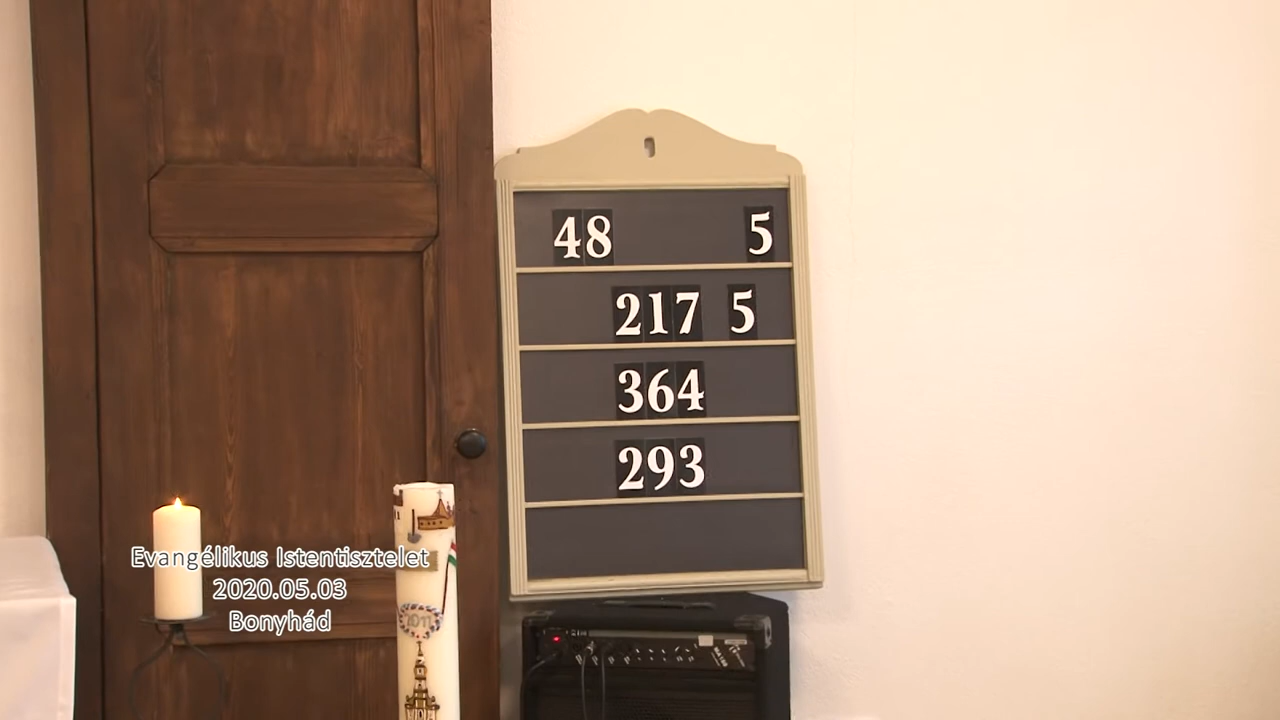 48 5
217 5
364
293
Evangélikus Istentisztelet
2020.05.03
Bonyhád